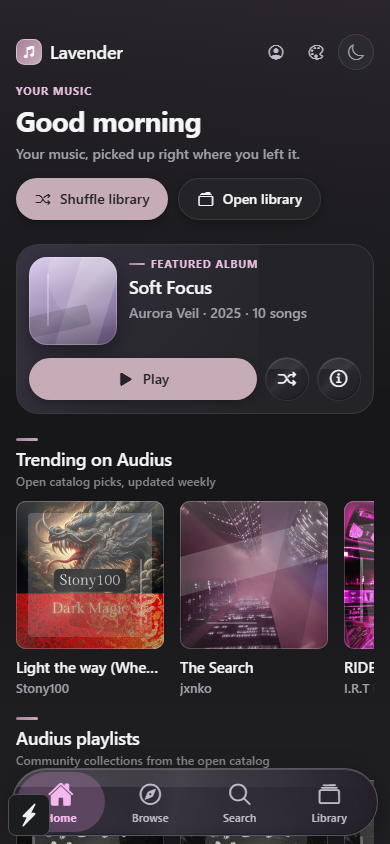 Lavender
YOUR MUSIC
Good morning
Your music, picked up right where you left it.
Shuffle library
Open library
FEATURED ALBUM
Soft Focus
Aurora Veil · 2025 · 10 songs
Play
Trending on Audius
Open catalog picks, updated weekly
Stony100
Dark Magic
Light the way (Whe...
Stony100
The Search
jxnko
RIDE
I.R.T
Audius playlists
Community collections from the open catalog
Home
Browse
Search
Library